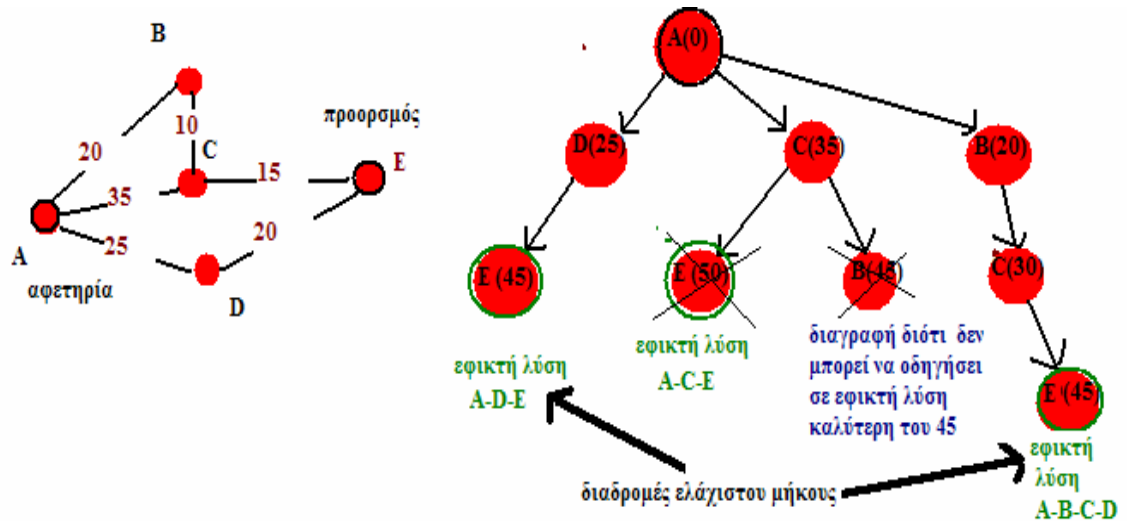 B
10
20
C
προορσμός
15
E
35
A
25
20
αφετηρία
D
A(0)
D(25)
C(35)
B(20)
E (45)
E (50)
B(45)
C(30)
E (45)
εφικτή λύση
A-D-E
εφικτή λύση
A-C-E
διαγραφή διότι δεν
μπορεί να οδηγήσει
σε εφικτή λύση
καλύτερη του 45
εφικτή
λύση
A-B-C-D
διαδρομές ελάχιστου μήκους